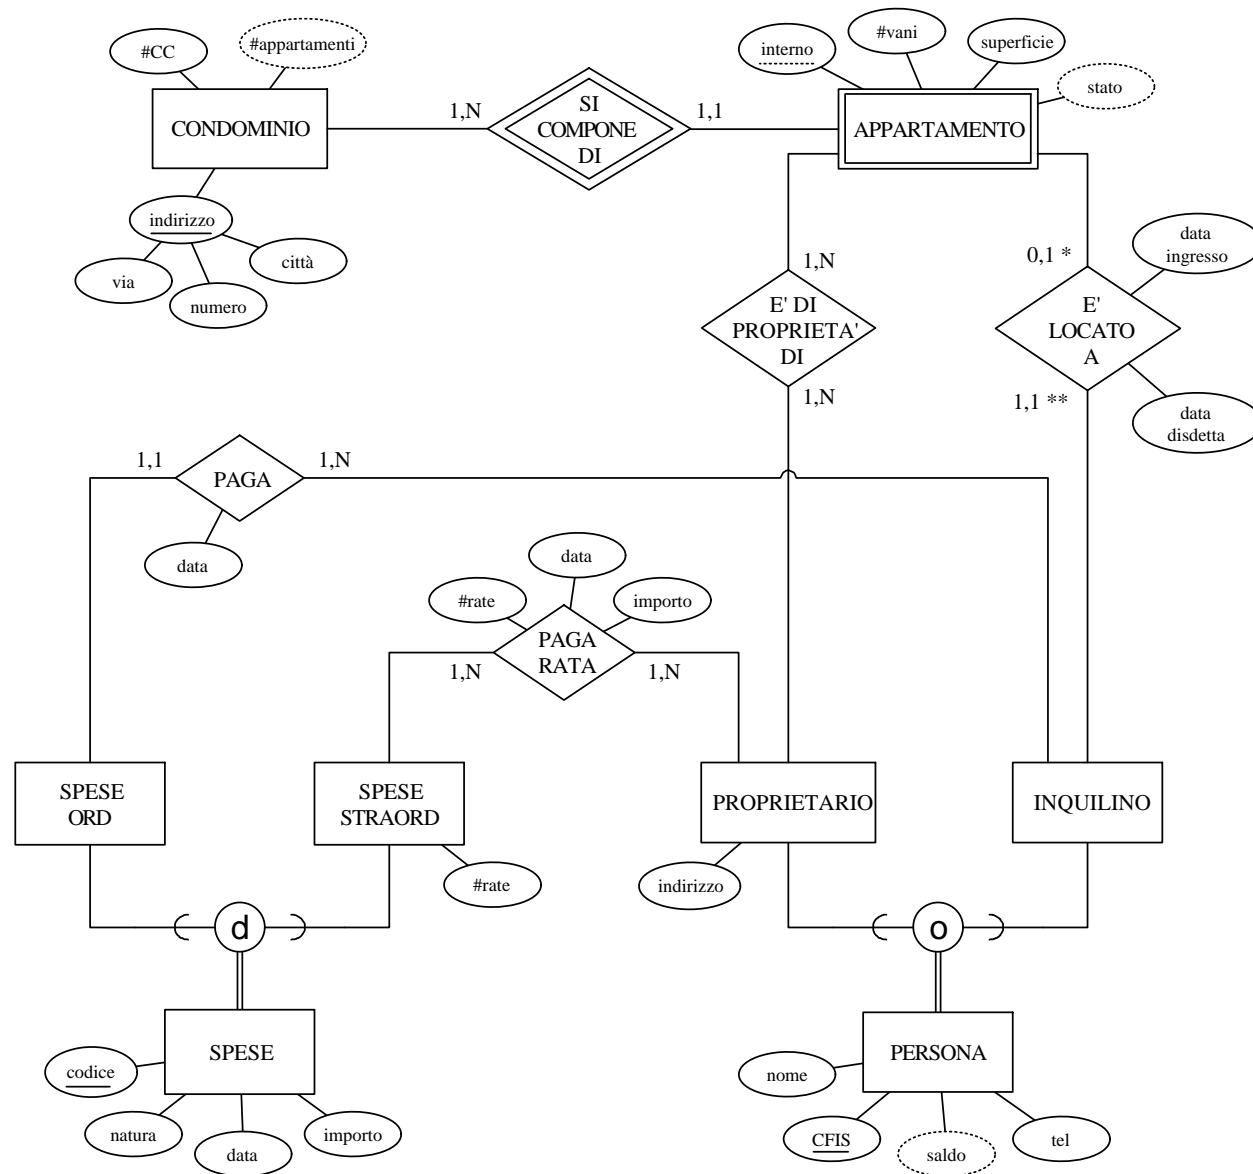 #CC
#appartamenti
interno
#vani
superficie
stato
CONDOMINIO
1,N
SI
COMPONE
DI
1,1
APPARTAMENTO
indirizzo
via
numero
città
1,N
E' DI
PROPRIETA'
DI
1,N
0,1 *
data
ingresso
E'
LOCATO
A
1,1 **
data
disdetta
1,1
PAGA
1,N
data
#rate
data
importo
1,N
PAGA
RATA
1,N
SPESE
ORD
SPESE
STRAORD
PROPRIETARIO
INQUILINO
#rate
indirizzo
d
o
SPESE
PERSONA
codice
natura
data
importo
nome
CFIS
saldo
tel